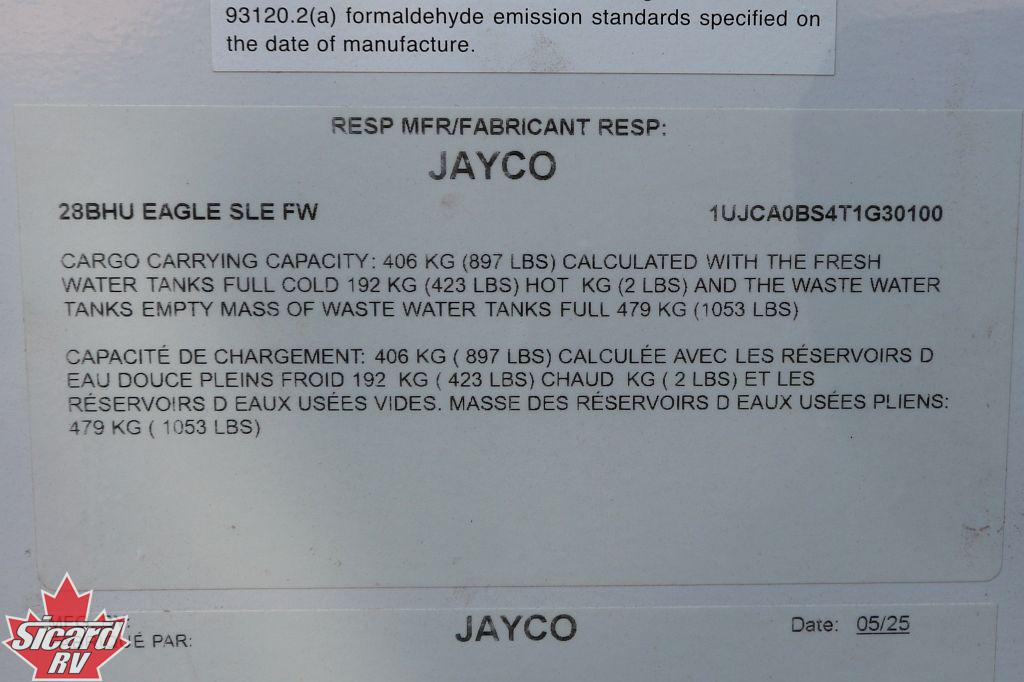 93120.2(a) formaldehyde emission standards specified on
the date of manufacture.
RESP MFR/FABRICANT RESP:
JAYCO
28BHU EAGLE SLE FW 1UJCA0BS4T1G30100
CARGO CARRYING CAPACITY: 406 KG (897 LBS) CALCULATED WITH THE FRESH
WATER TANKS FULL COLD 192 KG (423 LBS) HOT KG (2 LBS) AND THE WASTE WATER
TANKS EMPTY MASS OF WASTE WATER TANKS FULL 479 KG (1053 LBS)
CAPACITÉ DE CHARGEMENT: 406 KG ( 897 LBS) CALCULÉE AVEC LES RÉSERVOIRS D
EAU DOUCE PLEINS FROID 192 KG ( 423 LBS) CHAUD KG ( 2 LBS) ET LES
RÉSERVOIRS D EAUX USÉES VIDES. MASSE DES RÉSERVOIRS D EAUX USÉES PLIENS:
479 KG ( 1053 LBS)
JAYCO Date: 05/25
PAR:
Sicard
RV